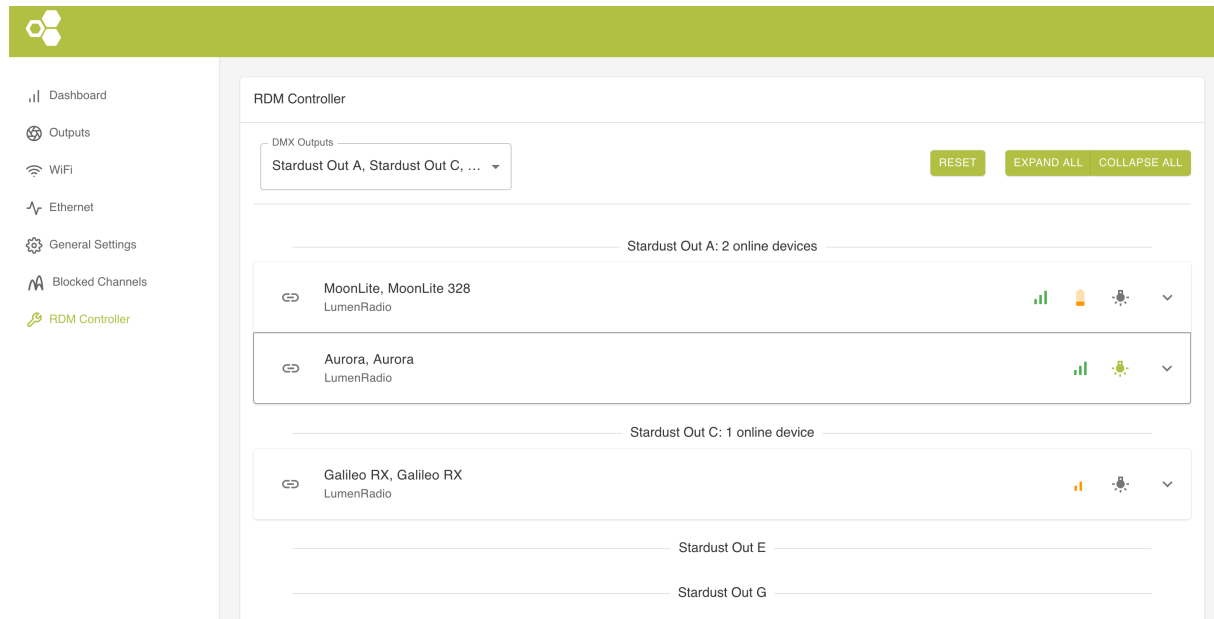 Dashboard
Outputs
WiFi
Ethernet
General Settings
Blocked Channels
RDM Controller
RDM Controller
DMX Outputs
Stardust Out A, Stardust Out C, ...
RESET
EXPAND ALL COLLAPSE ALL
Stardust Out A: 2 online devices
MoonLite, MoonLite 328
LumenRadio
Aurora, Aurora
LumenRadio
Stardust Out C: 1 online device
Galileo RX, Galileo RX
LumenRadio
Stardust Out E
Stardust Out G